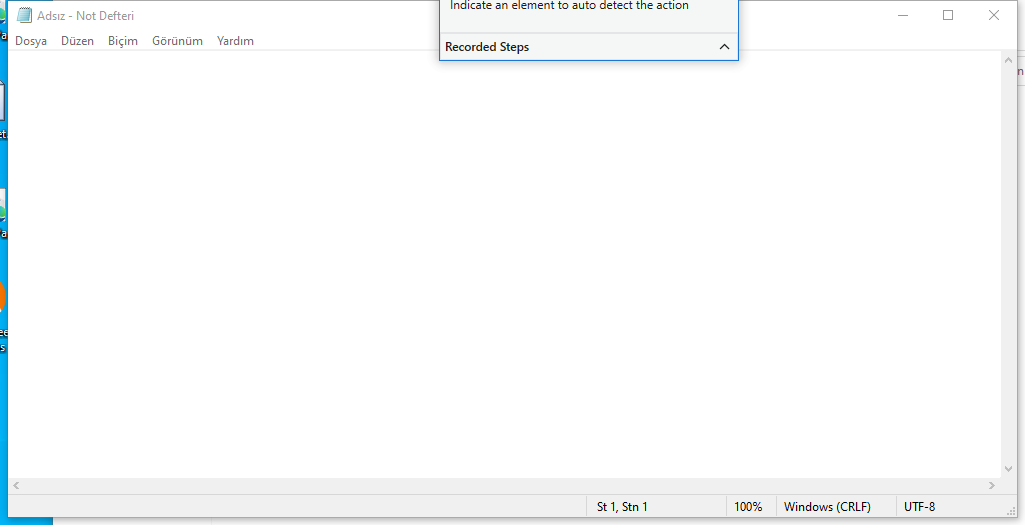 Indicate an element to auto detect the action
Adsız - Not Defteri
Dosya Düzen Biçim Görünüm Yardım
Recorded Steps
St 1, Stn 1 100% Windows (CRLF) UTF-8